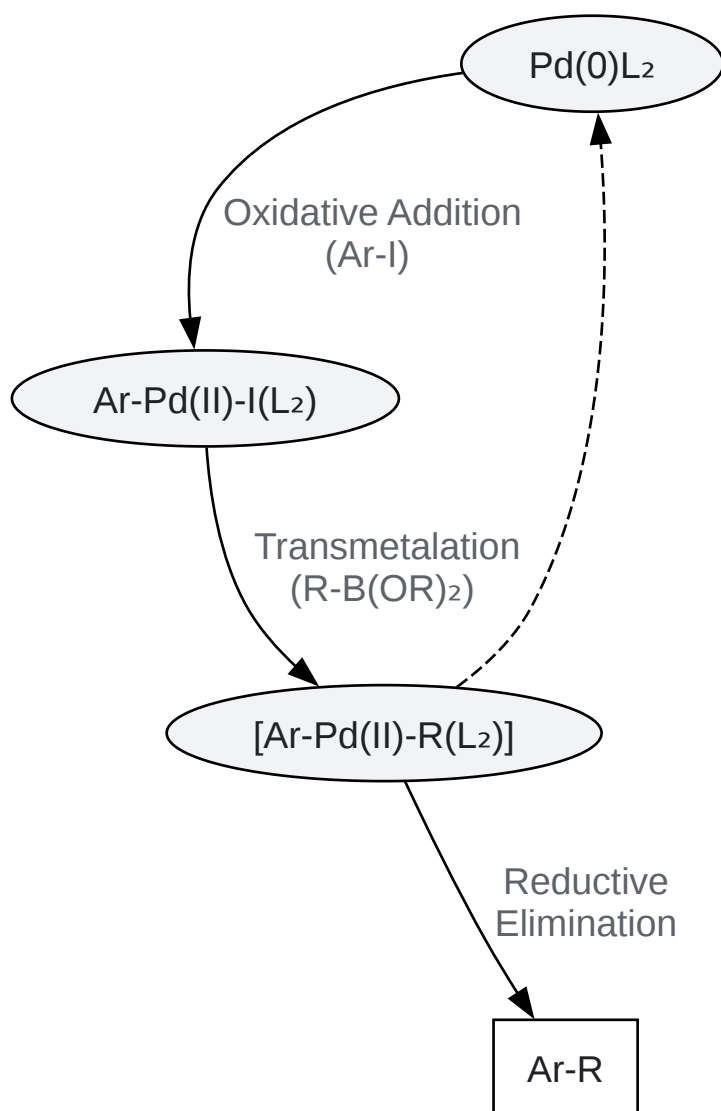 Pd(0)L₂
Oxidative Addition
(Ar-I)
Ar-Pd(II)-I(L₂)
Transmetalation
(R-B(OR)₂)
[Ar-Pd(II)-R(L₂)]
Reductive
Elimination
Ar-R